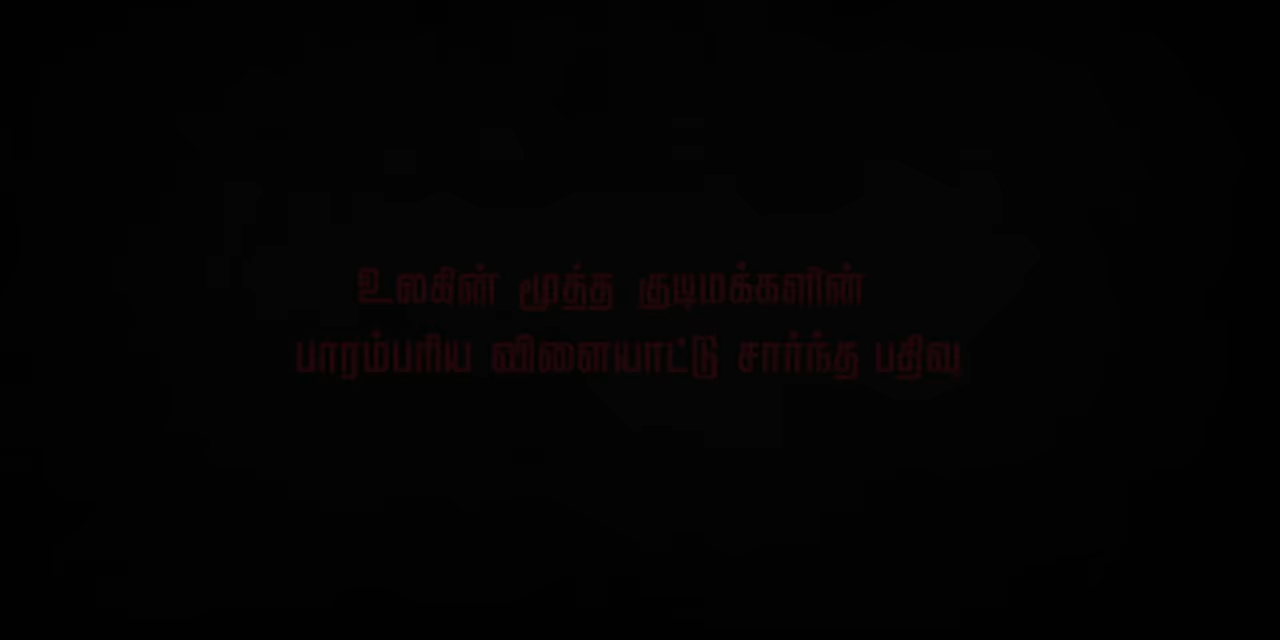 உலகின் மூத்த குடிமக்களின்
பாரம்பரிய விளையாட்டு சார்ந்த பதிவு